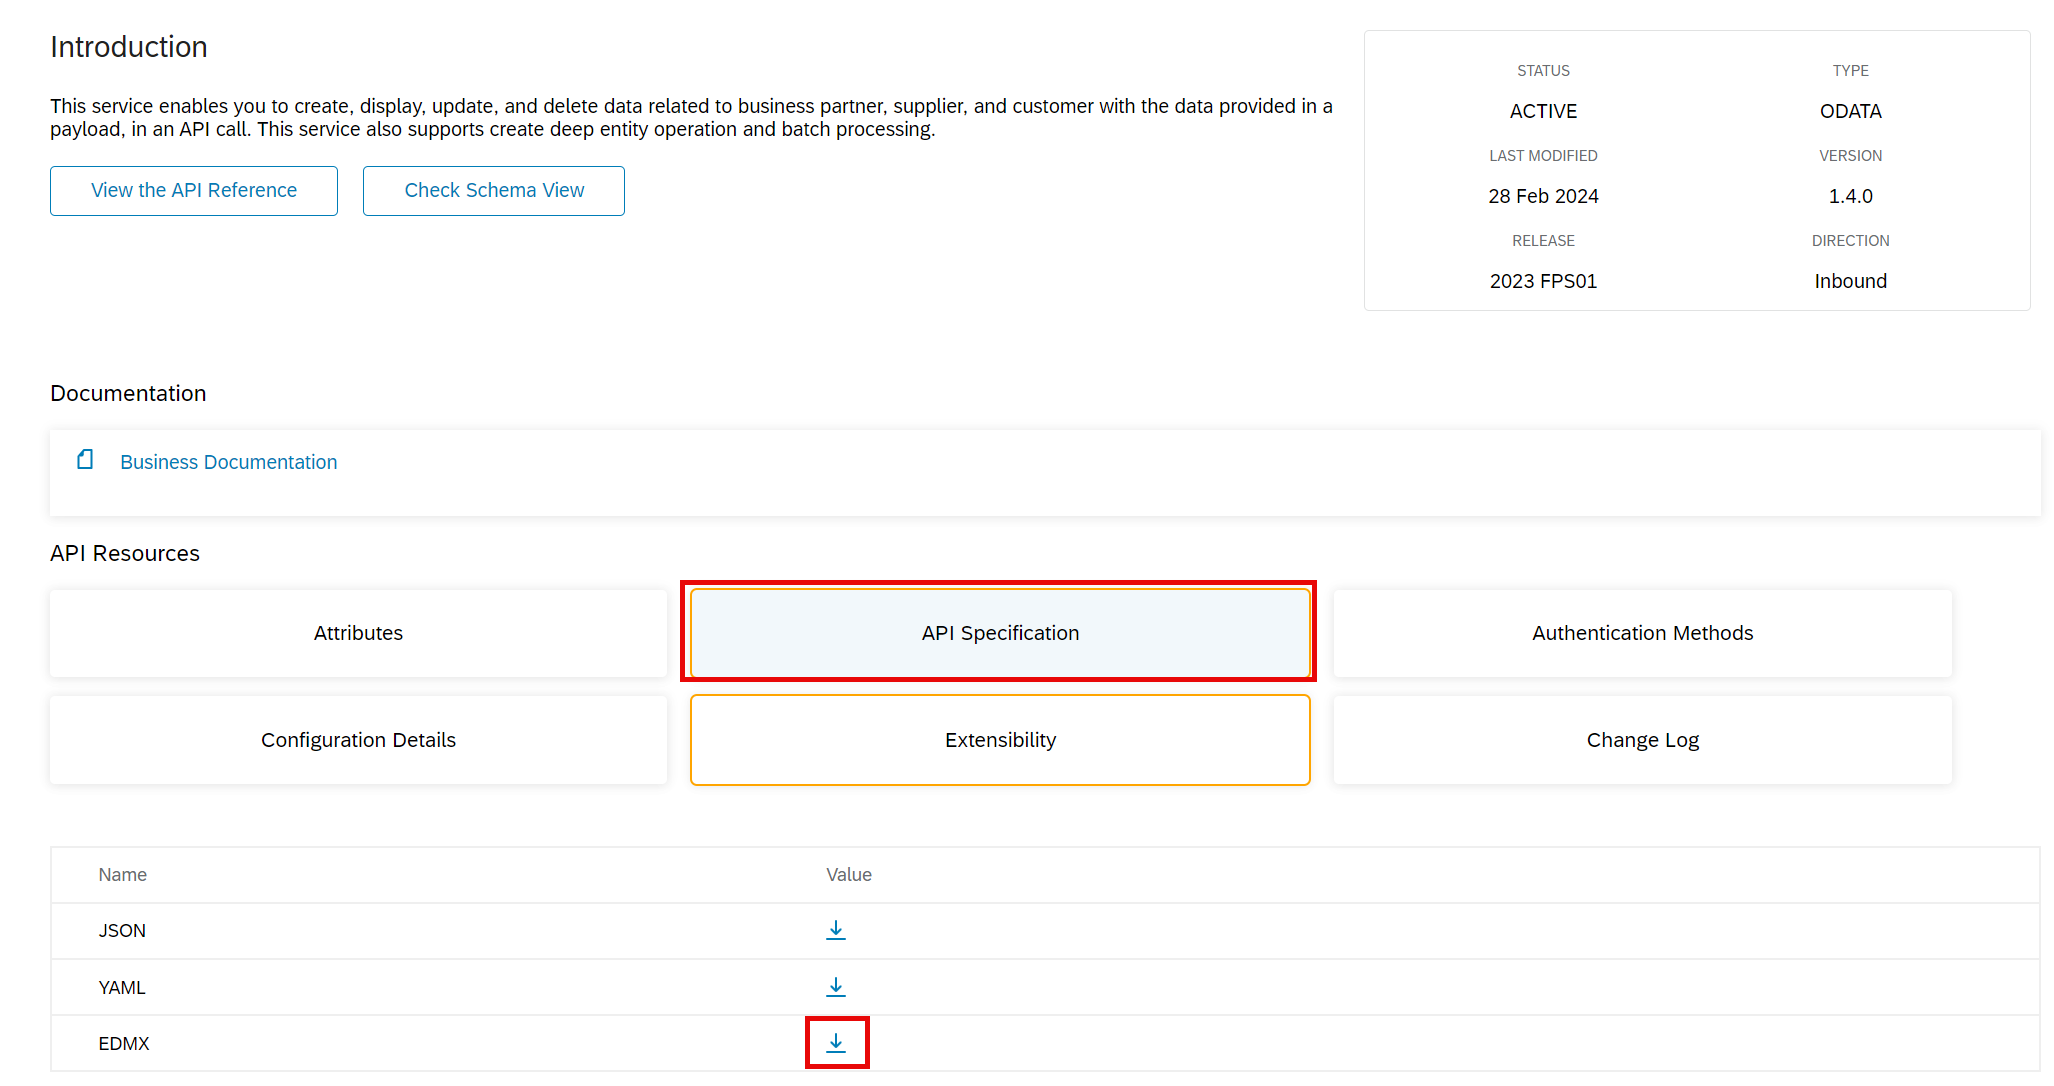 Introduction
This service enables you to create, display, update, and delete data related to business partner, supplier, and customer with the data provided in a
payload, in an API call. This service also supports create deep entity operation and batch processing.
View the API Reference
Check Schema View
STATUS
TYPE
ACTIVE
ODATA
LAST MODIFIED
VERSION
28 Feb 2024
1.4.0
RELEASE
DIRECTION
2023 FPS01
Inbound
Documentation
Business Documentation
API Resources
Attributes
API Specification
Authentication Methods
Configuration Details
Extensibility
Change Log
Name
Value
JSON
YAML
EDMX